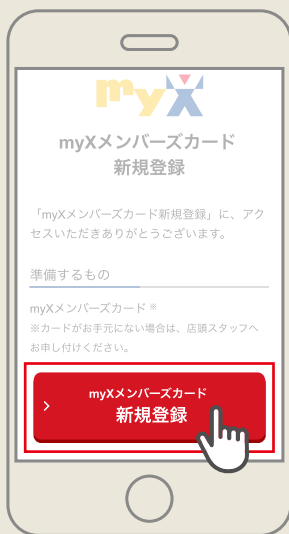 myX
myXメンバーズカード
新規登録
「myXメンバーズカード新規登録」に、アク
セスいただきありがとうございます。
準備するもの
myXメンバーズカード※
※カードがお手元にない場合は、店頭スタッフへ
お申し付けください。
myXメンバーズカード
新規登録